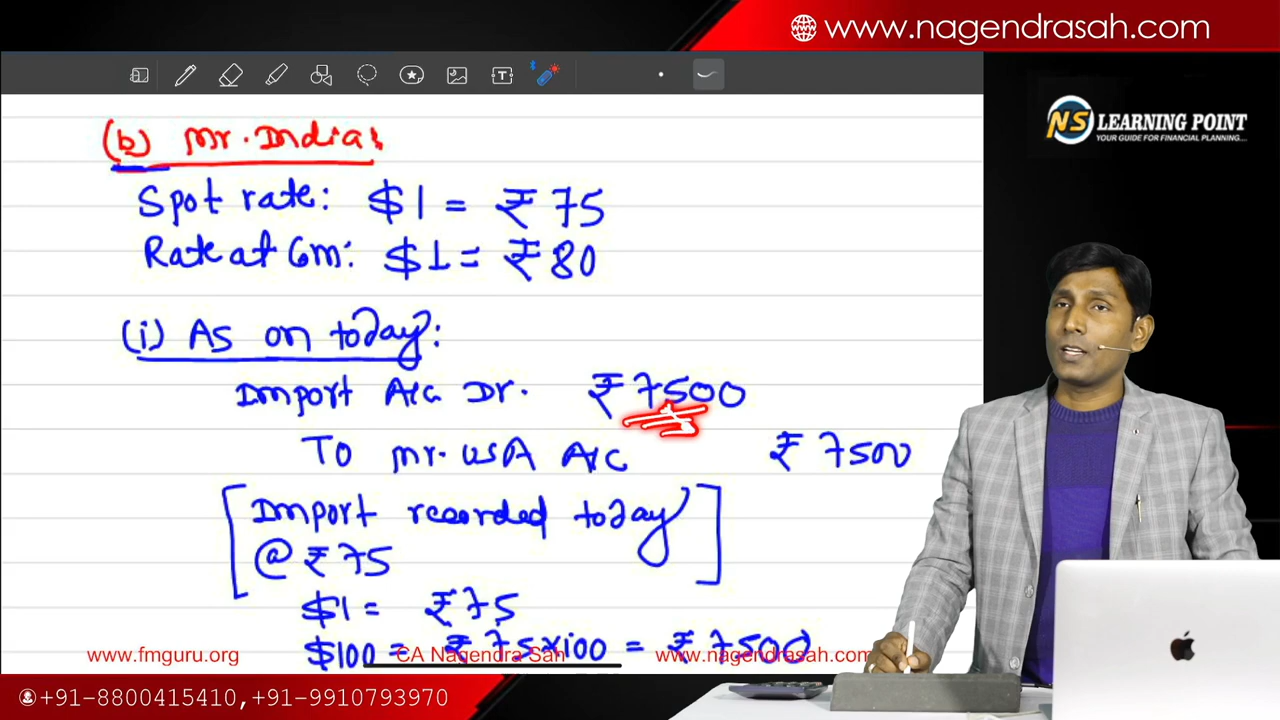 www.nagendrasah.com
NS LEARNING POINT
YOUR GUIDE FOR FINANCIAL PLANNING....
(b) Mr. India:
Spot rate: $1 = ₹75
Rate at 6m: $1 = ₹80
(i) As on today:
Import A/c Dr. ₹7500
To Mr. USA A/c ₹7500
[Import recorded today
@ ₹75]
$1 = ₹75
$100 = ₹75x100 = ₹7500
www.fmguru.org CA Nagendra Sah www.nagendrasah.com
+91-8800415410,+91-9910793970